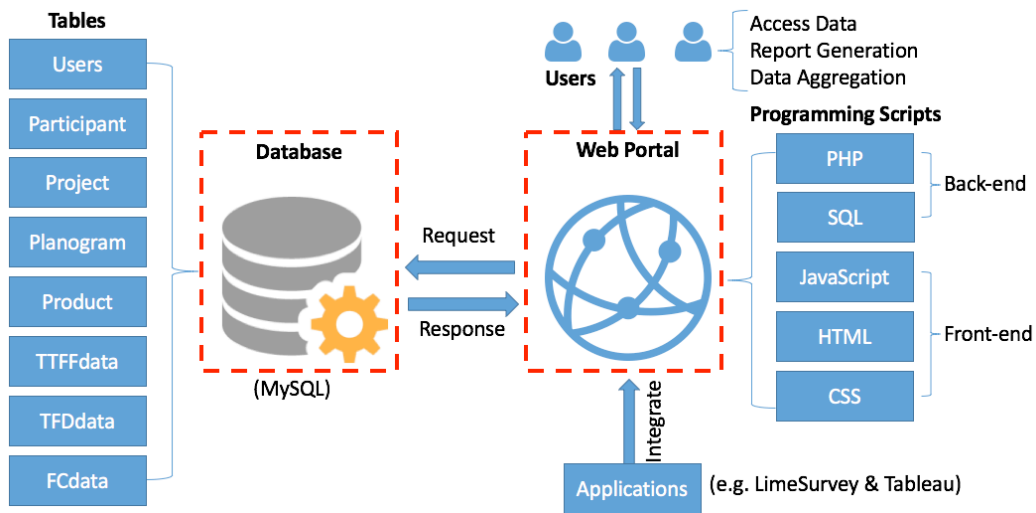 Tables
Users
Participant
Project
Planogram
Product
TTFFdata
TFDdata
FCdata
Database
(MySQL)
Request
Response
Users
Access Data
Report Generation
Data Aggregation
Web Portal
Integrate
Applications
(e.g. LimeSurvey & Tableau)
Programming Scripts
PHP
SQL
JavaScript
HTML
CSS
Back-end
Front-end